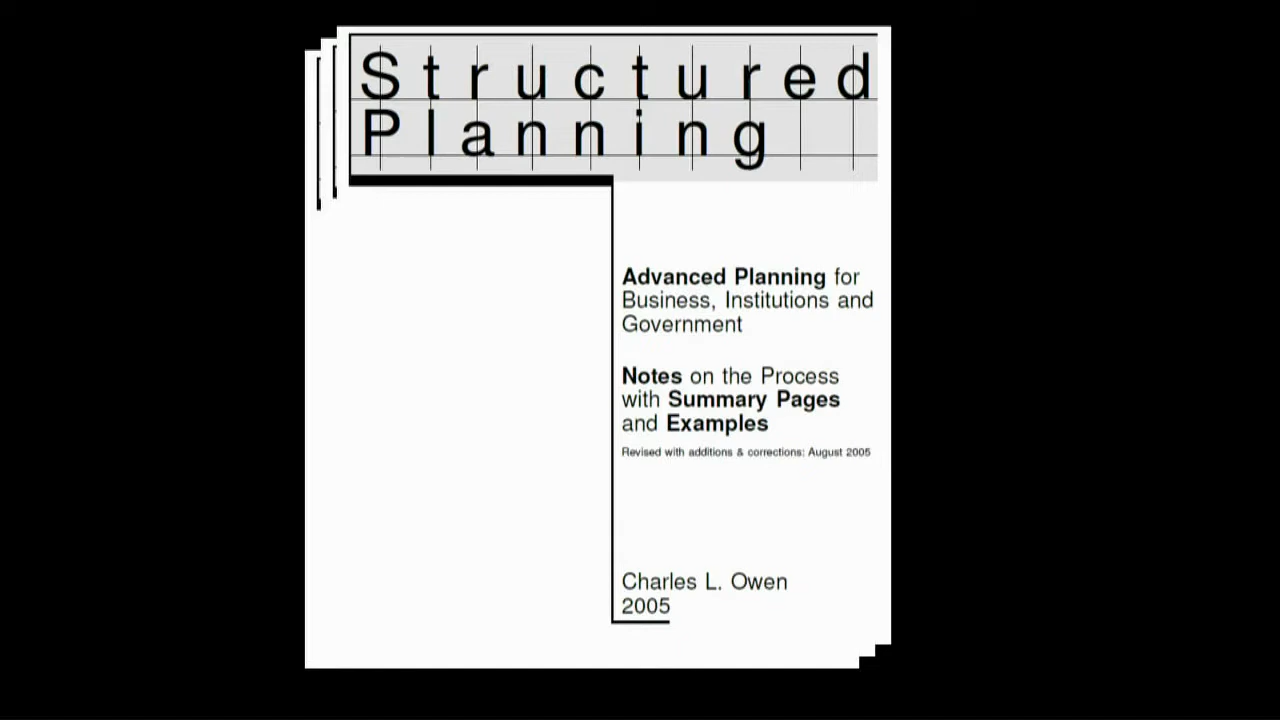 Structured
Planning
Advanced Planning for
Business, Institutions and
Government
Notes on the Process
with Summary Pages
and Examples
Revised with additions & corrections: August 2005
Charles L. Owen
2005